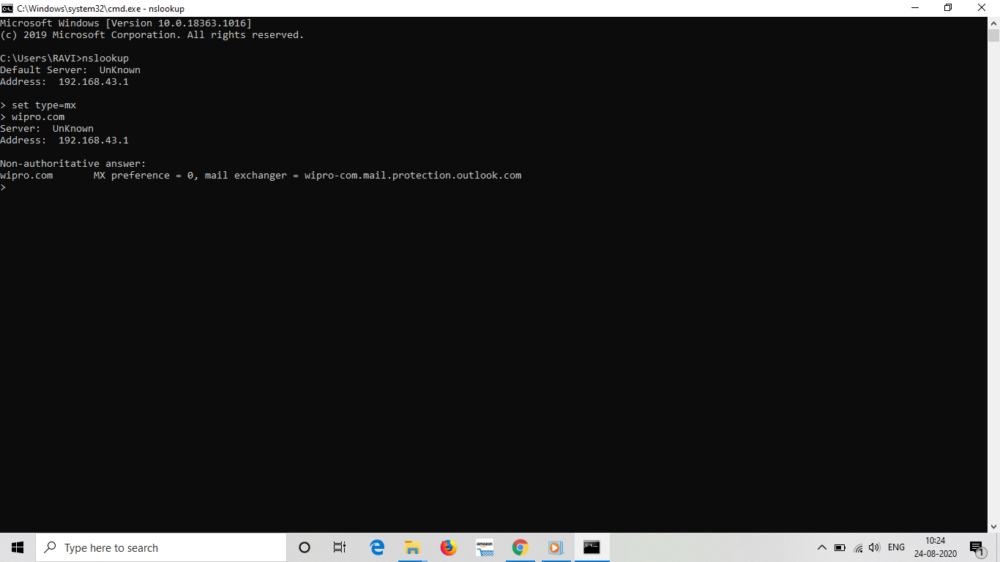 C:\Windows\system32\cmd.exe - nslookup
Microsoft Windows [Version 10.0.18363.1016]
(c) 2019 Microsoft Corporation. All rights reserved.
C:\Users\RAVI>nslookup
Default Server:  UnKnown
Address:  192.168.43.1
> set type=mx
> wipro.com
Server:  UnKnown
Address:  192.168.43.1
Non-authoritative answer:
wipro.com       MX preference = 0, mail exchanger = wipro-com.mail.protection.outlook.com
>
Type here to search
amazon
ENG
10:24
24-08-2020
1